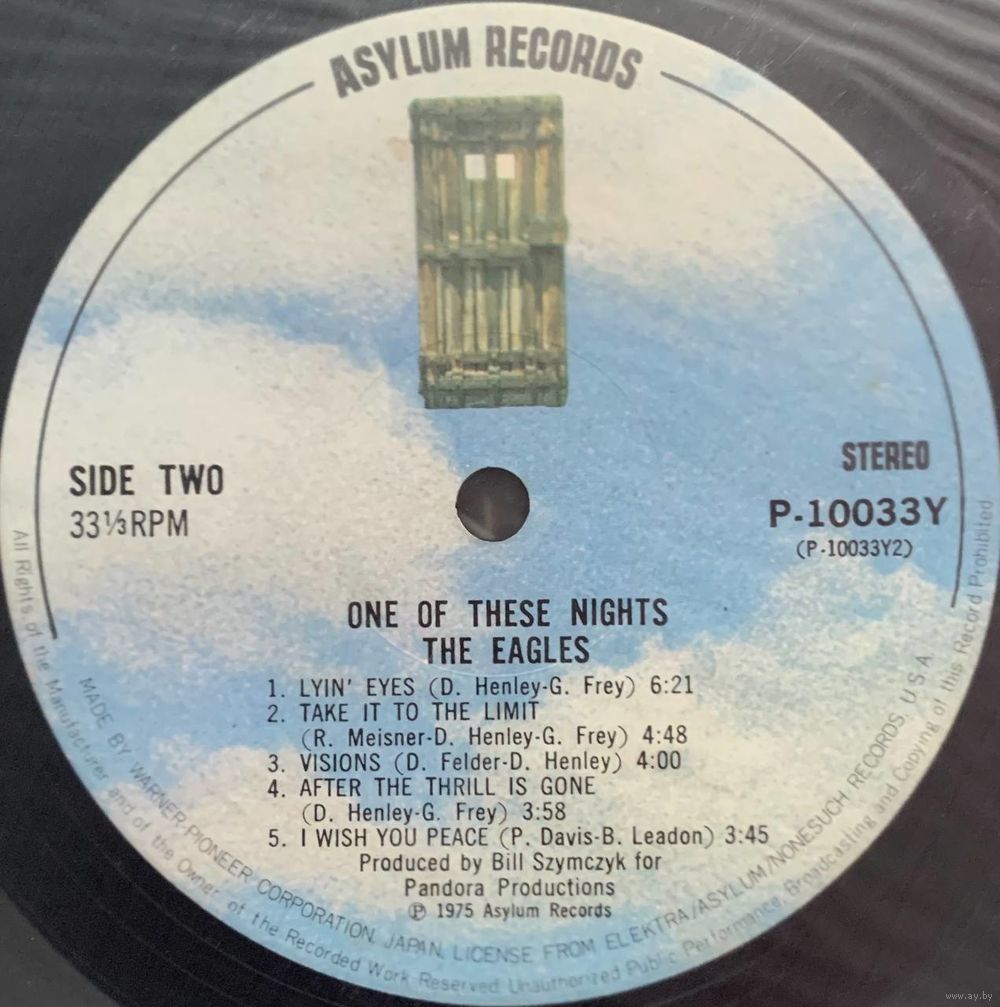 ASYLUM RECORDS
SIDE TWO
33⅓RPM
STEREO
P-10033Y
(P-10033Y2)
ONE OF THESE NIGHTS
THE EAGLES
1. LYIN' EYES (D. Henley-G. Frey) 6:21
2. TAKE IT TO THE LIMIT
(R. Meisner-D. Henley-G. Frey) 4:48
3. VISIONS (D. Felder-D. Henley) 4:00
4. AFTER THE THRILL IS GONE
(D. Henley-G. Frey) 3:58
5. I WISH YOU PEACE (P. Davis-B. Leadon) 3:45
Produced by Bill Szymczyk for
Pandora Productions
℗ 1975 Asylum Records
MADE BY WARNER-PIONEER CORPORATION, JAPAN, LICENSE FROM ELEKTRA/ASYLUM/NONESUCH RECORDS, U.S.A.
All Rights of the Manufacturer and of the Owner of the Recorded Work Reserved Unauthorized Public Performance, Broadcasting and Copying of this Record Prohibited
www.ay.by